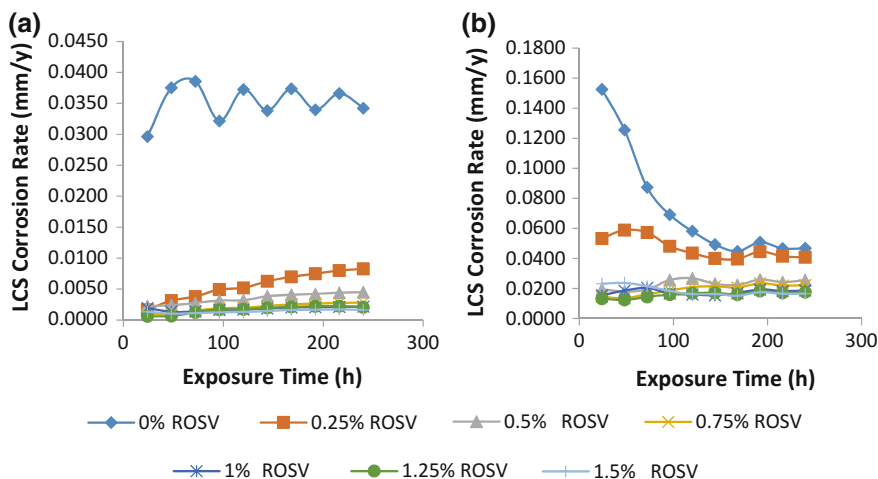 (a)
LCS Corrosion Rate (mm/y)
0.0450
0.0400
0.0350
0.0300
0.0250
0.0200
0.0150
0.0100
0.0050
0.0000
0 100 200 300
Exposure Time (h)
(b)
LCS Corrosion Rate (mm/y)
0.1800
0.1600
0.1400
0.1200
0.1000
0.0800
0.0600
0.0400
0.0200
0.0000
0 100 200 300
Exposure Time (h)
0% ROSV 0.25% ROSV 0.5% ROSV 0.75% ROSV
1% ROSV 1.25% ROSV 1.5% ROSV